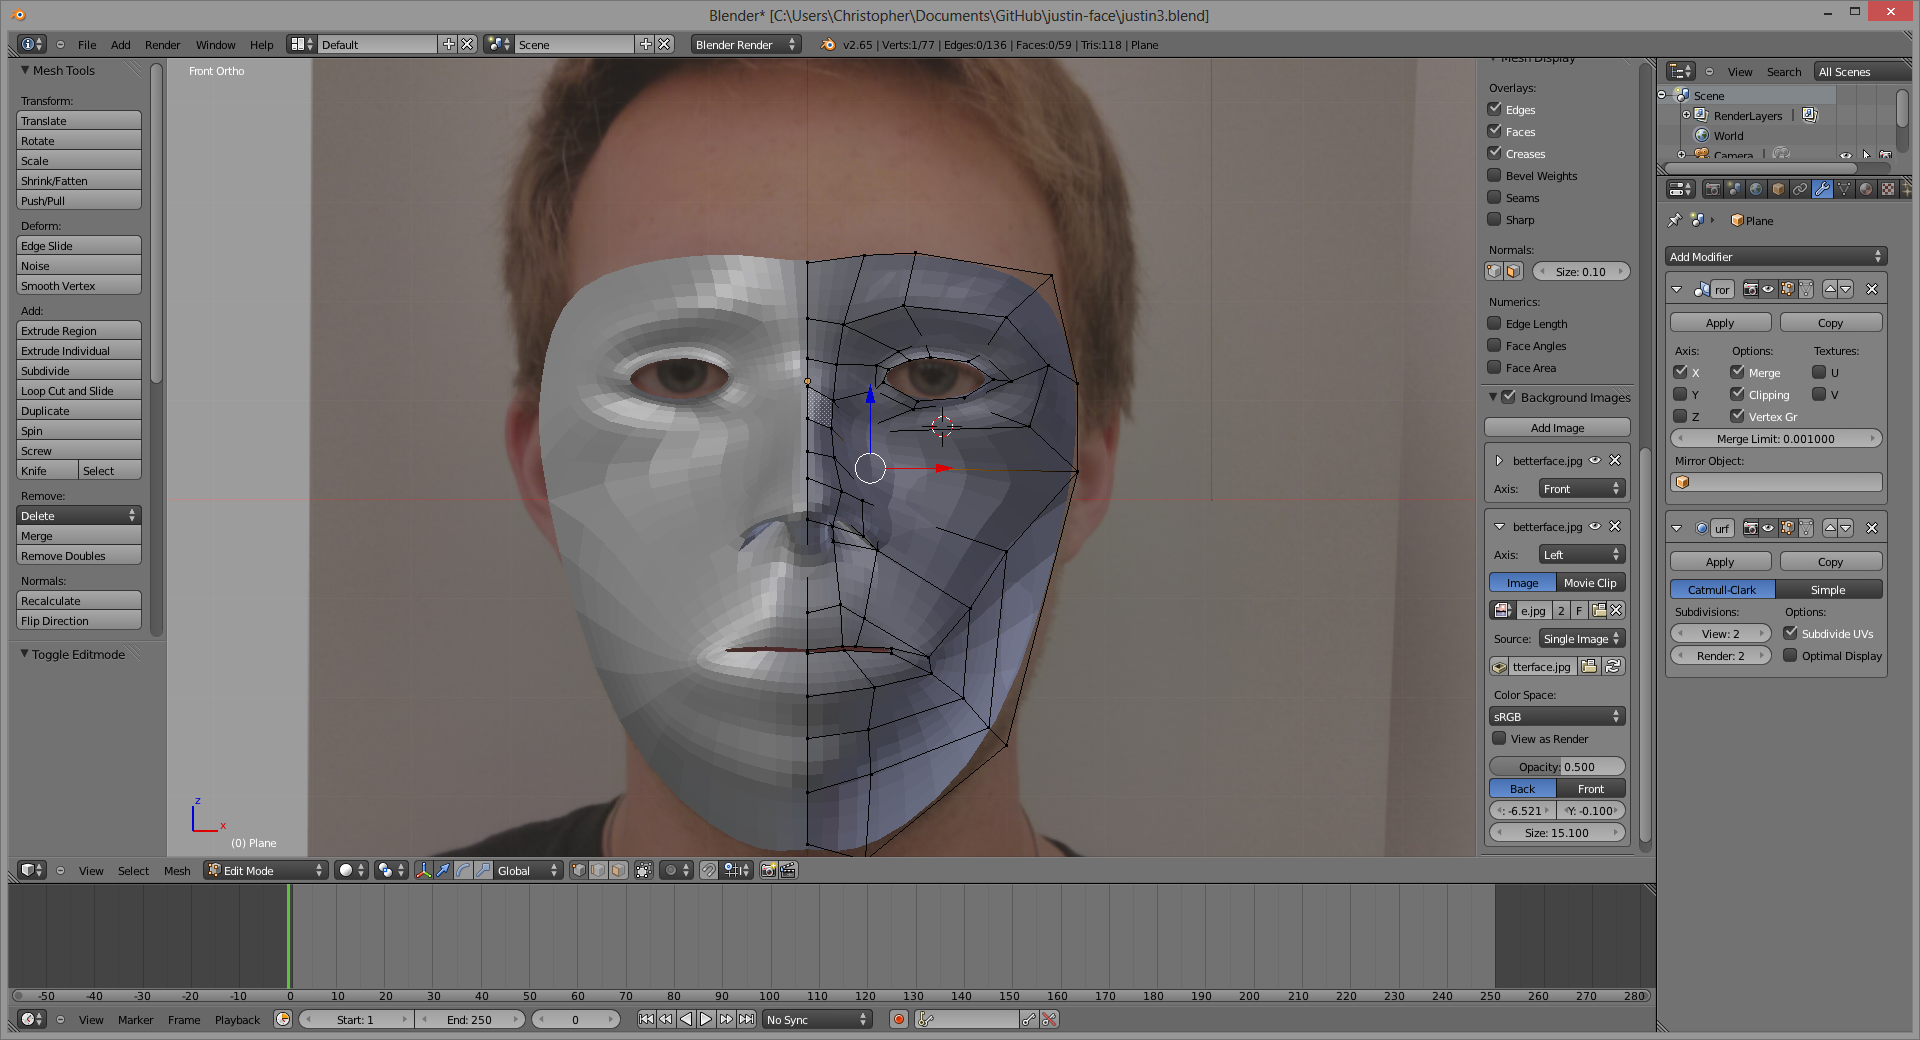 Blender* [C:\Users\Christopher\Documents\GitHub\justin-face\justin3.blend]
File Add Render Window Help Default Scene Blender Render v2.65 | Verts:1/77 | Edges:0/136 | Faces:0/59 | Tris:118 | Plane
Mesh Tools
Transform:
Translate
Rotate
Scale
Shrink/Fatten
Push/Pull
Deform:
Edge Slide
Noise
Smooth Vertex
Add:
Extrude Region
Extrude Individual
Subdivide
Loop Cut and Slide
Duplicate
Spin
Screw
Knife Select
Remove:
Delete
Merge
Remove Doubles
Normals:
Recalculate
Flip Direction
Toggle Editmode
Front Ortho
z
x
(0) Plane
Mesh Display
Overlays:
Edges
Faces
Creases
Bevel Weights
Seams
Sharp
Normals:
Size: 0.10
Numerics:
Edge Length
Face Angles
Face Area
Background Images
Add Image
betterface.jpg
Axis: Front
betterface.jpg
Axis: Left
Image Movie Clip
e.jpg 2 F
Source: Single Image
tterface.jpg
Color Space:
sRGB
View as Render
Opacity: 0.500
Back Front
: -6.521 Y: -0.100
Size: 15.100
View Search All Scenes
Scene
RenderLayers |
World
Camera |
Plane
Add Modifier
ror
Apply Copy
Axis: Options: Textures:
X Merge U
Y Clipping V
Z Vertex Gr
Merge Limit: 0.001000
Mirror Object:
urf
Apply Copy
Catmull-Clark Simple
Subdivisions: Options:
View: 2 Subdivide UVs
Render: 2 Optimal Display
View Select Mesh Edit Mode Global
-50 -40 -30 -20 -10 0 10 20 30 40 50 60 70 80 90 100 110 120 130 140 150 160 170 180 190 200 210 220 230 240 250 260 270 280
View Marker Frame Playback Start: 1 End: 250 0 No Sync